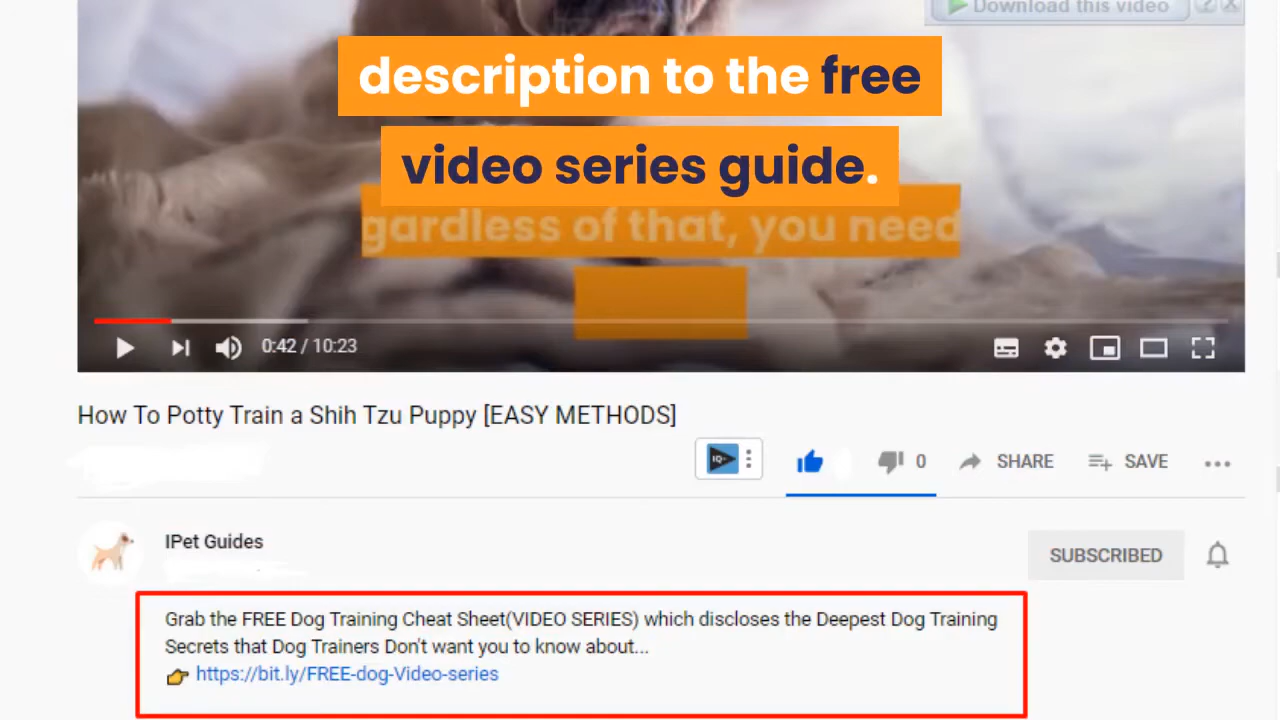 Download this video
description to the free
video series guide.
gardless of that, you need
0:42 / 10:23
How To Potty Train a Shih Tzu Puppy [EASY METHODS]
IQ
0
SHARE
SAVE
IPet Guides
SUBSCRIBED
Grab the FREE Dog Training Cheat Sheet(VIDEO SERIES) which discloses the Deepest Dog Training
Secrets that Dog Trainers Don't want you to know about...
https://bit.ly/FREE-dog-Video-series